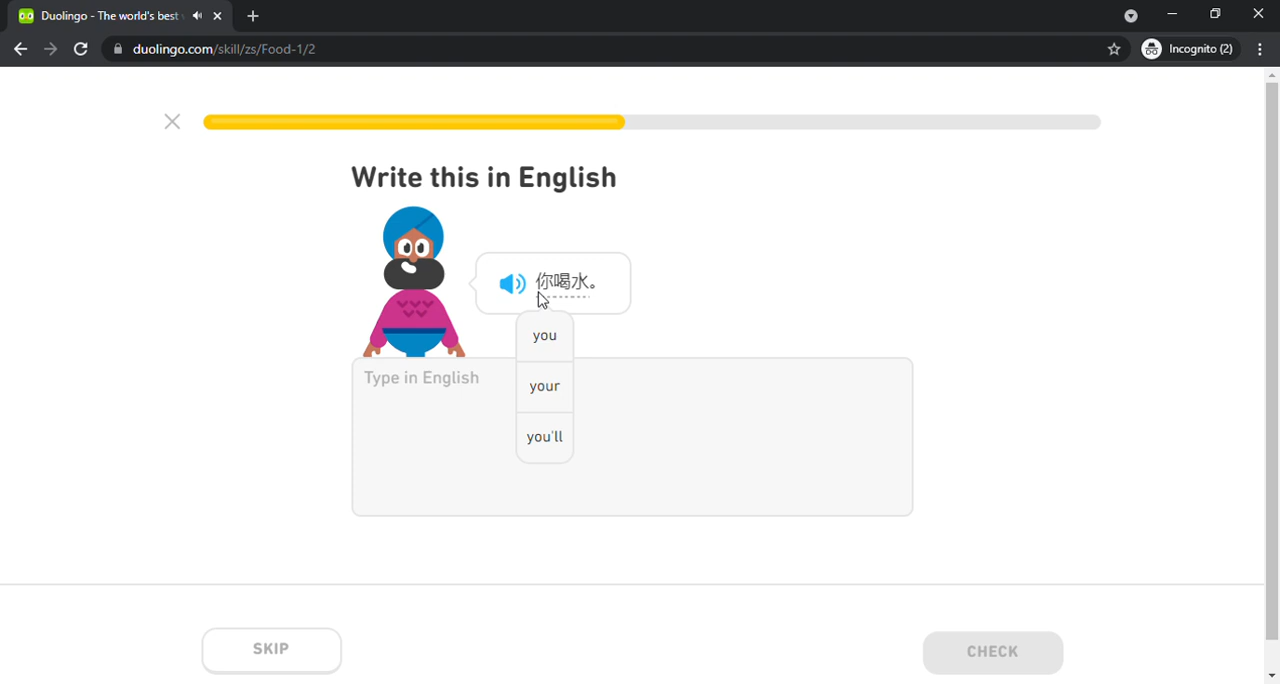 Duolingo - The world's best
duolingo.com/skill/zs/Food-1/2
Incognito (2)
Write this in English
你喝水。
you
your
you'll
Type in English
SKIP
CHECK